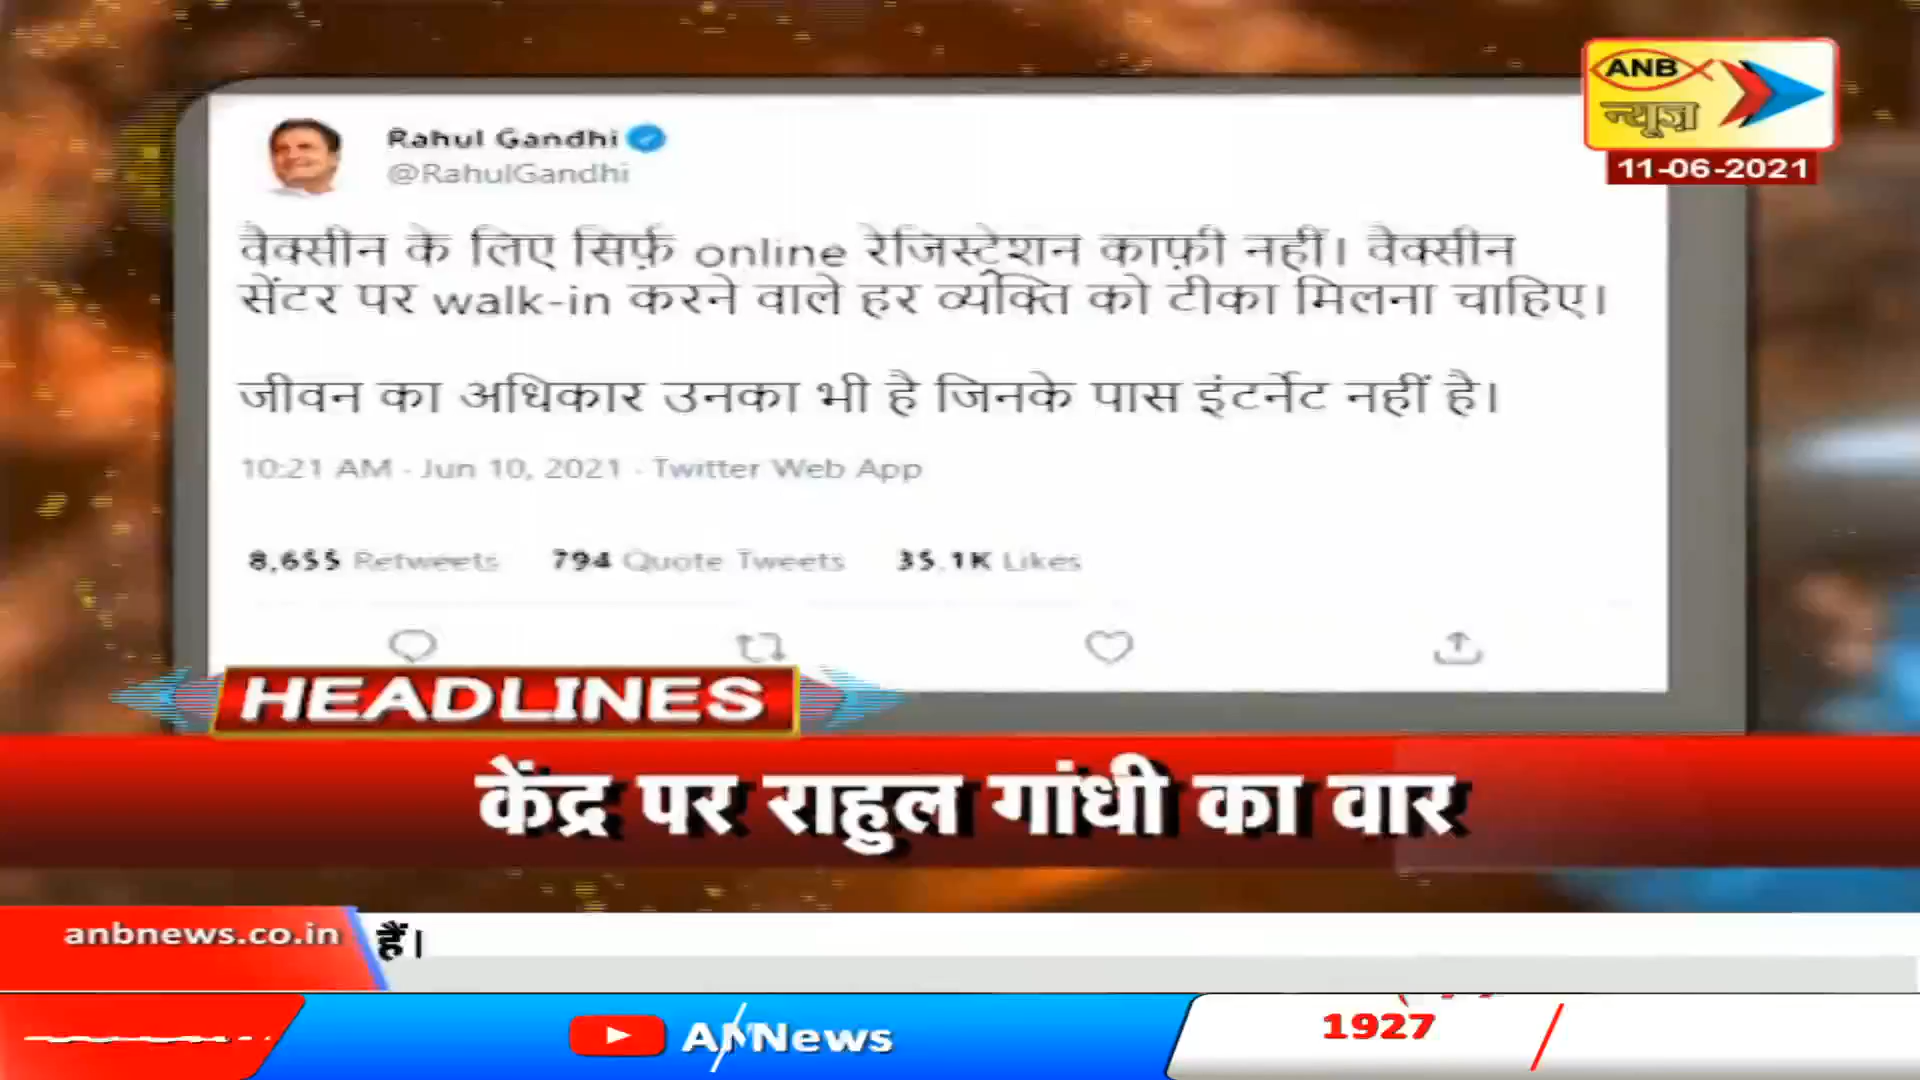 ANB
न्यूज़
11-06-2021
Rahul Gandhi
@RahulGandhi
वैक्सीन के लिए सिर्फ़ online रेजिस्ट्रेशन काफ़ी नहीं। वैक्सीन
सेंटर पर walk-in करने वाले हर व्यक्ति को टीका मिलना चाहिए।
जीवन का अधिकार उनका भी है जिनके पास इंटर्नेट नहीं है।
10:21 AM · Jun 10, 2021 · Twitter Web App
8,655 Retweets 794 Quote Tweets 35.1K Likes
HEADLINES
केंद्र पर राहुल गांधी का वार
anbnews.co.in
हैं।
News
1927